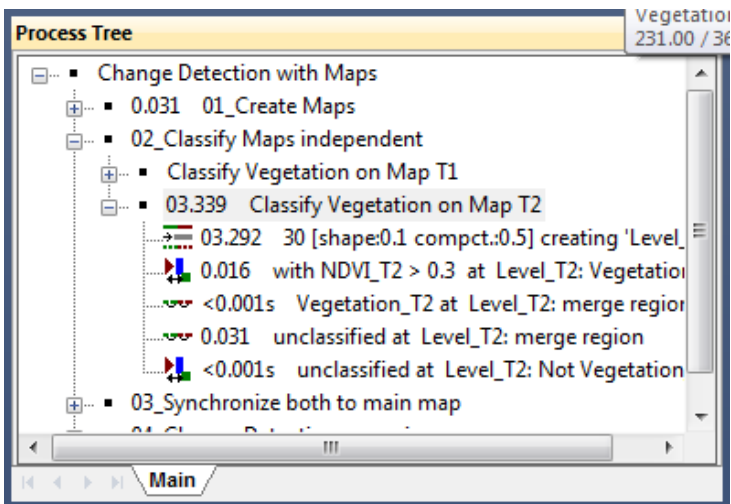 Vegetation
231.00 / 36
Process Tree
Change Detection with Maps
0.031 01_Create Maps
02_Classify Maps independent
Classify Vegetation on Map T1
03.339 Classify Vegetation on Map T2
03.292 30 [shape:0.1 compct.:0.5] creating 'Level_
0.016 with NDVI_T2 > 0.3 at Level_T2: Vegetation
<0.001s Vegetation_T2 at Level_T2: merge region
0.031 unclassified at Level_T2: merge region
<0.001s unclassified at Level_T2: Not Vegetation
03_Synchronize both to main map
Main